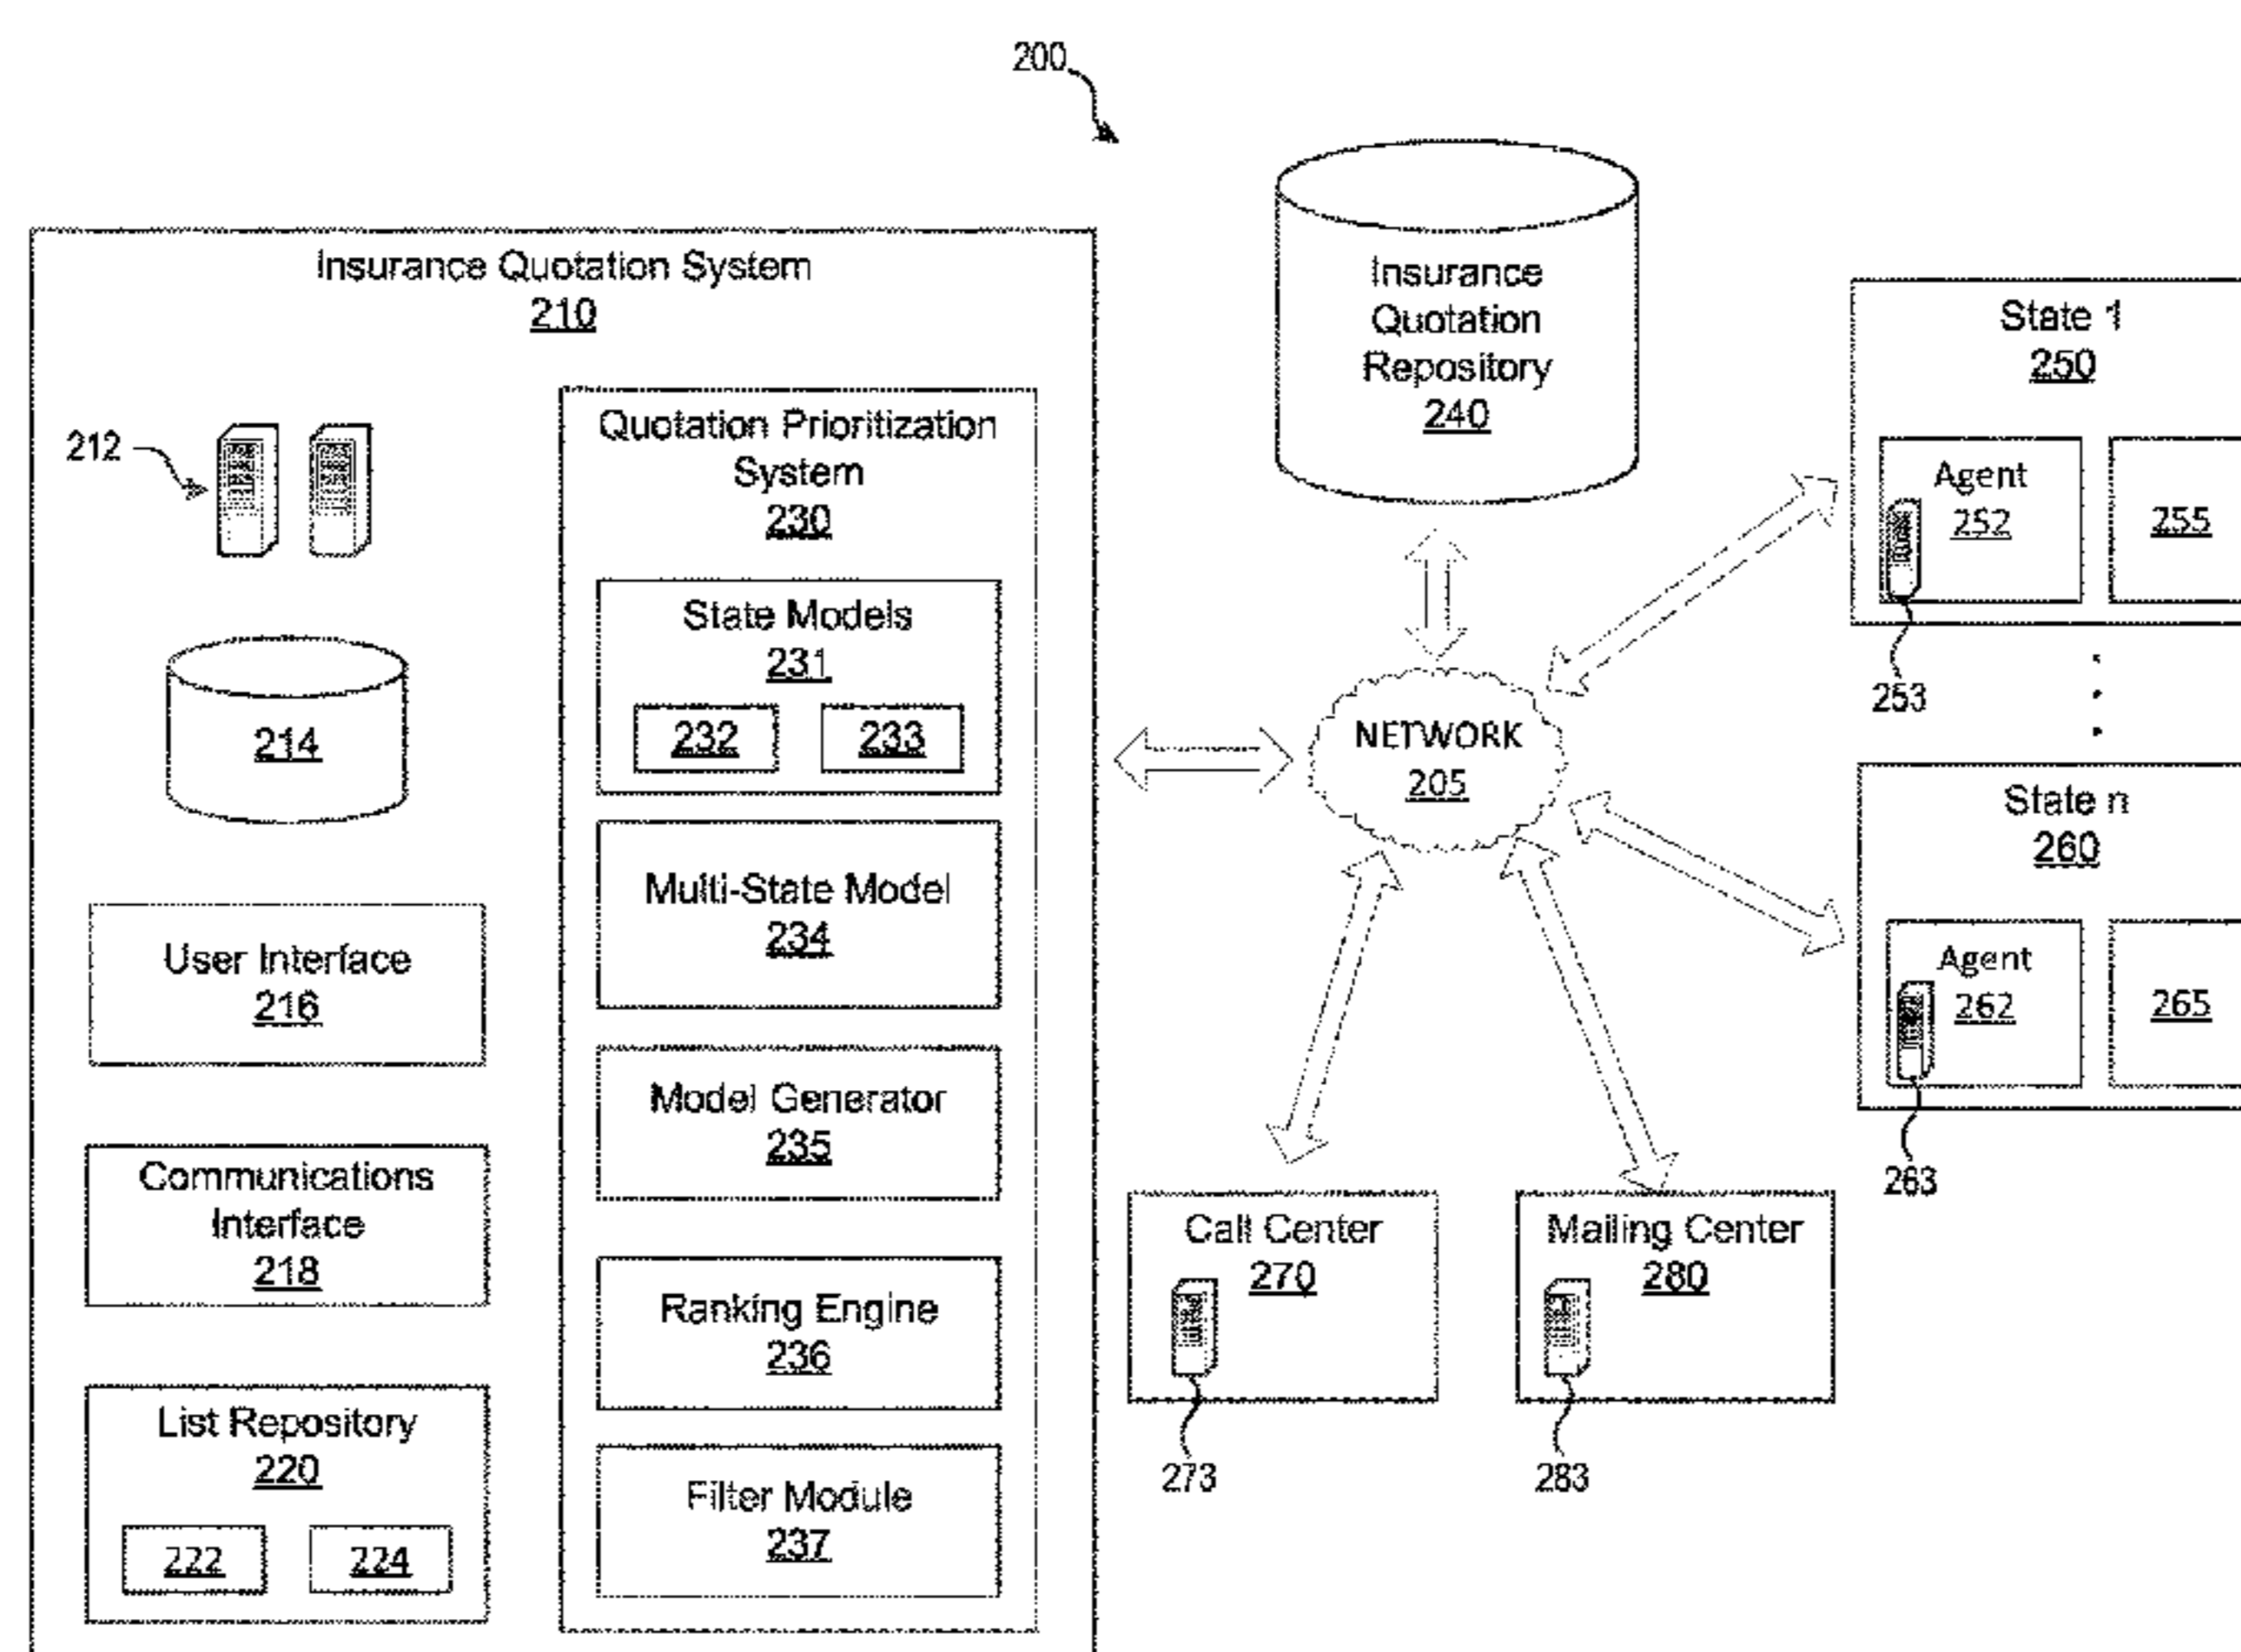 200
Insurance Quotation System
210
212
214
User Interface
216
Communications
Interface
218
List Repository
220
222
224
Quotation Prioritization
System
230
State Models
231
232
233
Multi-State Model
234
Model Generator
235
Ranking Engine
236
Filter Module
237
Insurance
Quotation
Repository
240
NETWORK
205
State 1
250
Agent
252
255
253
State n
260
Agent
262
265
263
Call Center
270
273
Mailing Center
280
283